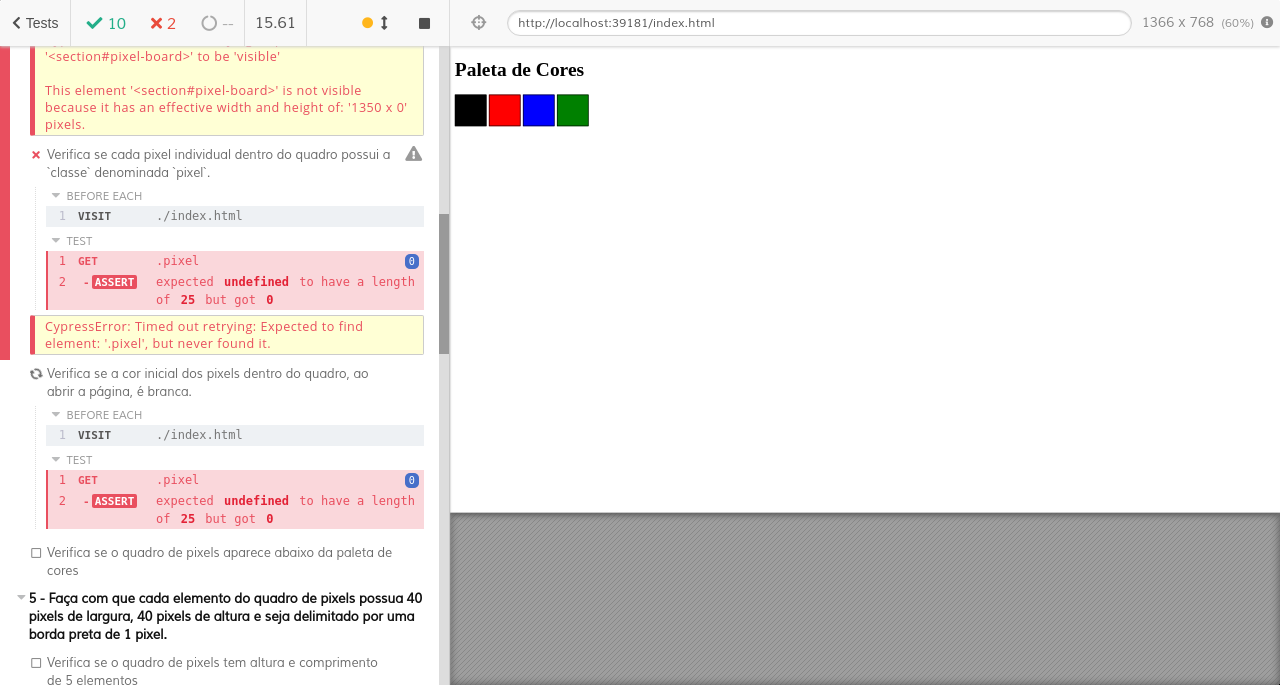 Tests
10
2
--
15.61
http://localhost:39181/index.html
1366 x 768 (60%)
'<section#pixel-board>' to be 'visible'
This element '<section#pixel-board>' is not visible
because it has an effective width and height of: '1350 x 0'
pixels.
Verifica se cada pixel individual dentro do quadro possui a
`classe` denominada `pixel`.
BEFORE EACH
1 VISIT ./index.html
TEST
1 GET .pixel 0
2 -ASSERT expected undefined to have a length
of 25 but got 0
CypressError: Timed out retrying: Expected to find
element: '.pixel', but never found it.
Verifica se a cor inicial dos pixels dentro do quadro, ao
abrir a página, é branca.
BEFORE EACH
1 VISIT ./index.html
TEST
1 GET .pixel 0
2 -ASSERT expected undefined to have a length
of 25 but got 0
Verifica se o quadro de pixels aparece abaixo da paleta de
cores
5 - Faça com que cada elemento do quadro de pixels possua 40
pixels de largura, 40 pixels de altura e seja delimitado por uma
borda preta de 1 pixel.
Verifica se o quadro de pixels tem altura e comprimento
de 5 elementos
Paleta de Cores